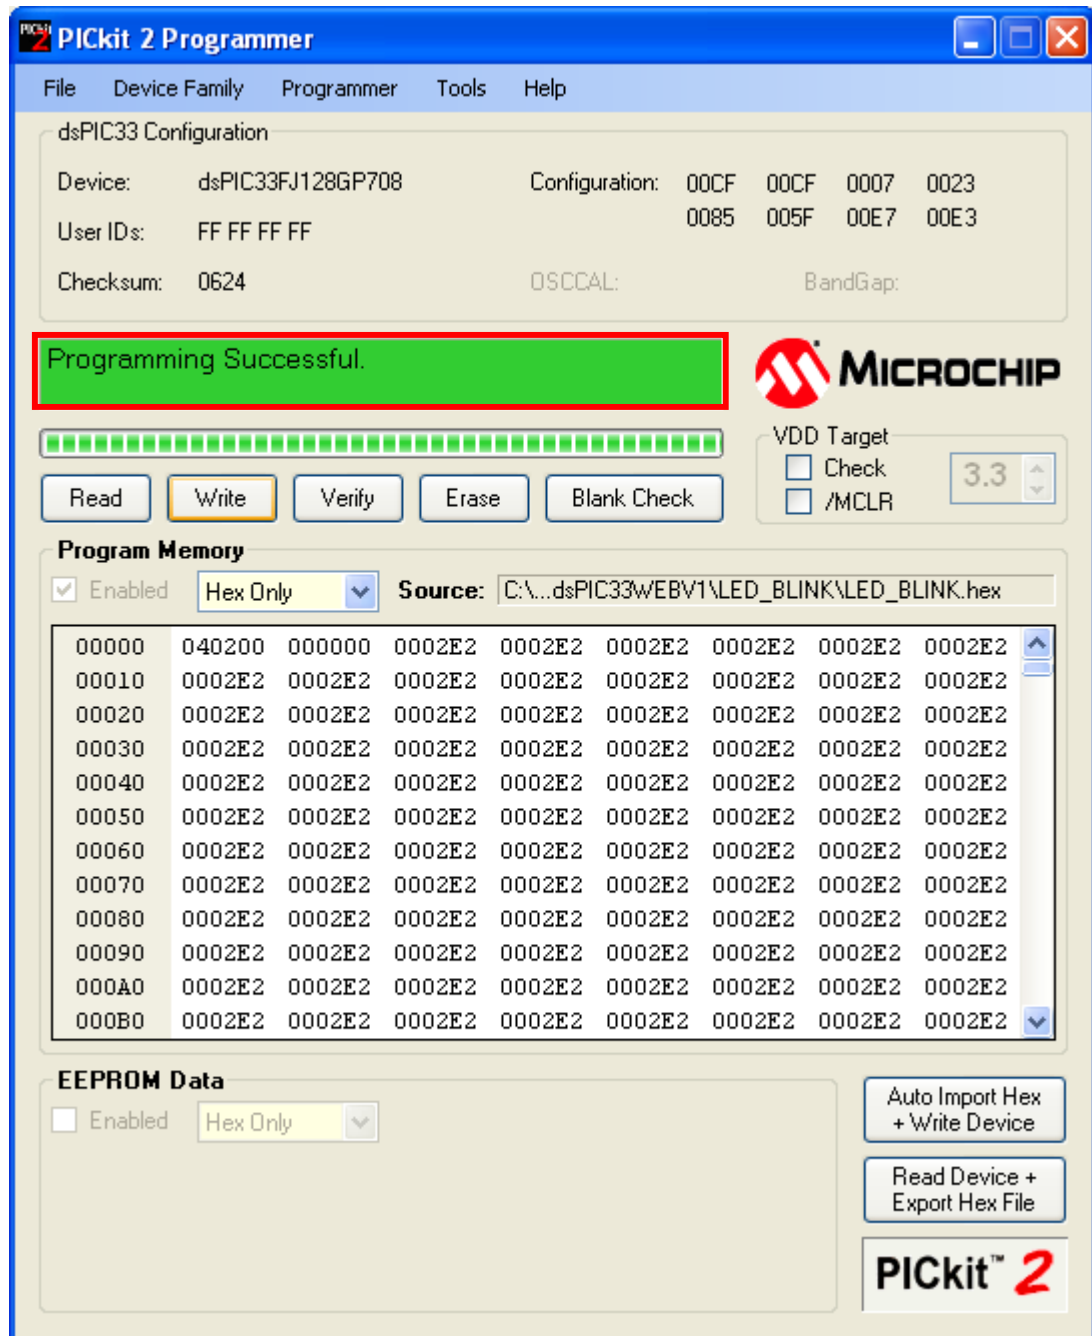 PICkit 2 Programmer
File Device Family Programmer Tools Help
dsPIC33 Configuration
Device: dsPIC33FJ128GP708 Configuration: 00CF 00CF 0007 0023
0085 005F 00E7 00E3
User IDs: FF FF FF FF
Checksum: 0624 OSCCAL: BandGap:
Programming Successful.
MICROCHIP
VDD Target
Check
3.3
/MCLR
Read Write Verify Erase Blank Check
Program Memory
Enabled Hex Only Source: C:\...dsPIC33WEBV1\LED_BLINK\LED_BLINK.hex
00000 040200 000000 0002E2 0002E2 0002E2 0002E2 0002E2 0002E2
00010 0002E2 0002E2 0002E2 0002E2 0002E2 0002E2 0002E2 0002E2
00020 0002E2 0002E2 0002E2 0002E2 0002E2 0002E2 0002E2 0002E2
00030 0002E2 0002E2 0002E2 0002E2 0002E2 0002E2 0002E2 0002E2
00040 0002E2 0002E2 0002E2 0002E2 0002E2 0002E2 0002E2 0002E2
00050 0002E2 0002E2 0002E2 0002E2 0002E2 0002E2 0002E2 0002E2
00060 0002E2 0002E2 0002E2 0002E2 0002E2 0002E2 0002E2 0002E2
00070 0002E2 0002E2 0002E2 0002E2 0002E2 0002E2 0002E2 0002E2
00080 0002E2 0002E2 0002E2 0002E2 0002E2 0002E2 0002E2 0002E2
00090 0002E2 0002E2 0002E2 0002E2 0002E2 0002E2 0002E2 0002E2
000A0 0002E2 0002E2 0002E2 0002E2 0002E2 0002E2 0002E2 0002E2
000B0 0002E2 0002E2 0002E2 0002E2 0002E2 0002E2 0002E2 0002E2
EEPROM Data
Enabled Hex Only
Auto Import Hex
+ Write Device
Read Device +
Export Hex File
PICkit™ 2